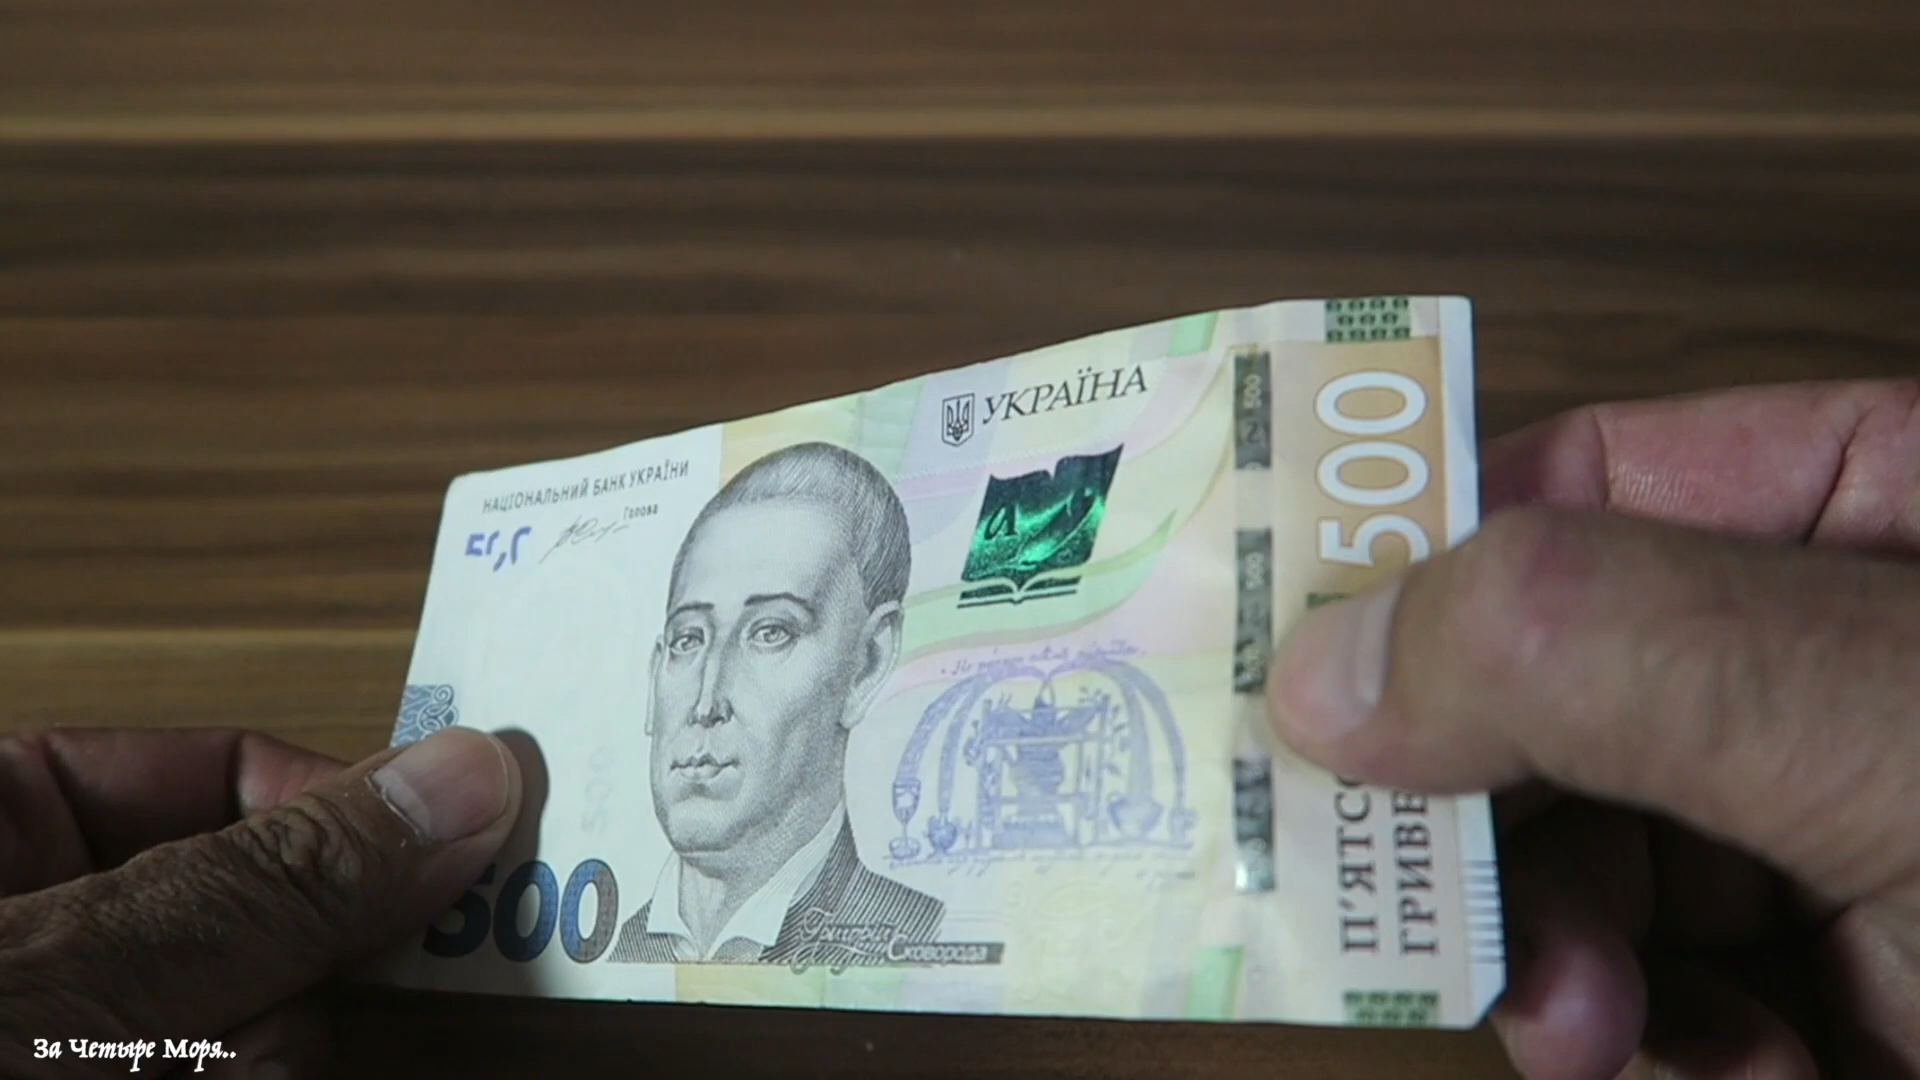 УКРАЇНА
НАЦІОНАЛЬНИЙ БАНК УКРАЇНИ
Голова
500
500
500
500
500
Григорій
Сковорода
П'ЯТСО
ГРИВЕ
За Четыре Моря..